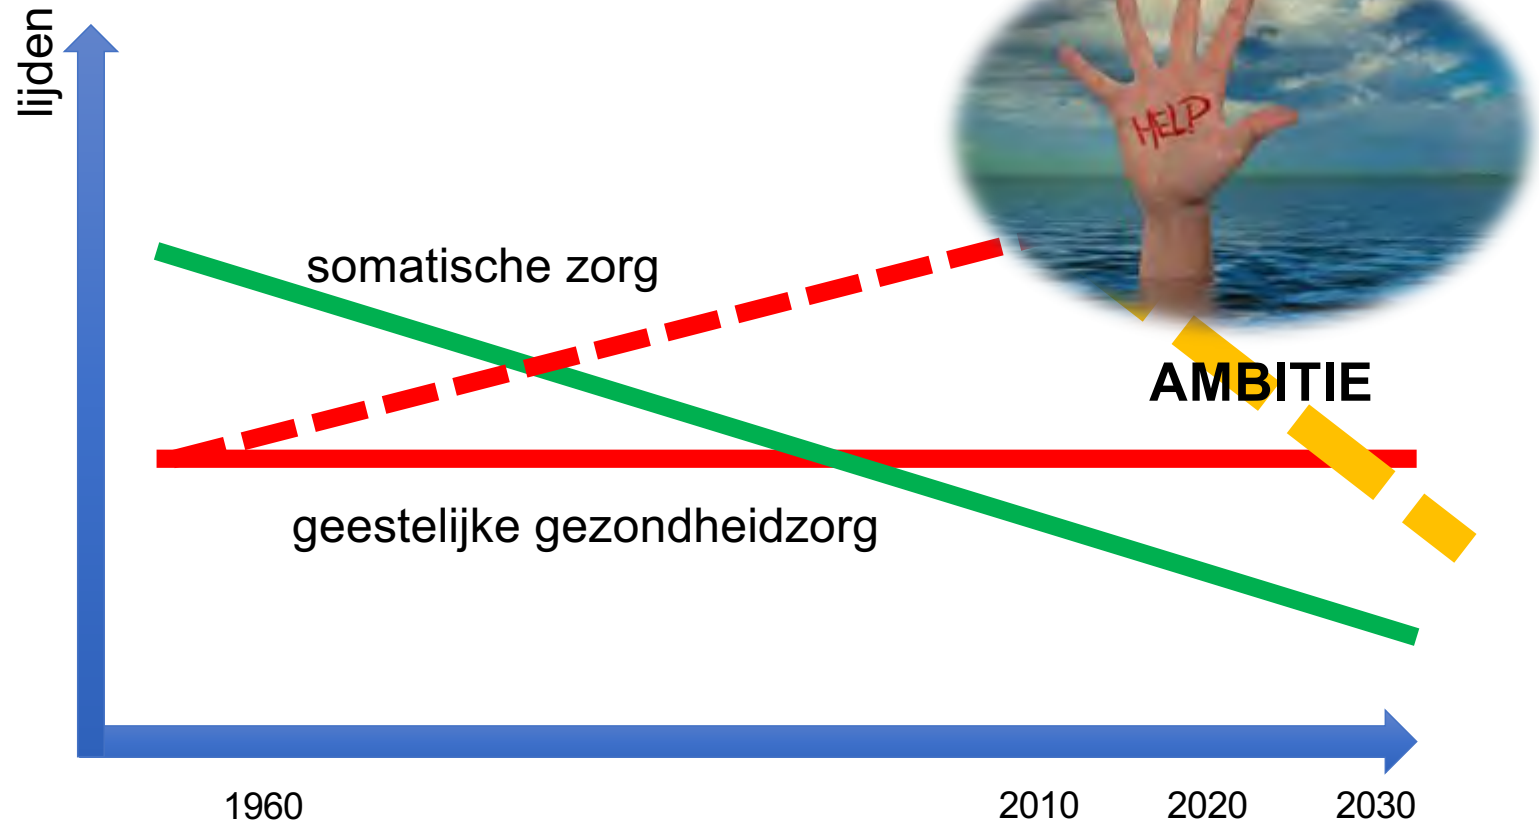 lijden
HELP
somatische zorg
AMBITIE
geestelijke gezondheidzorg
1960
2010
2020
2030